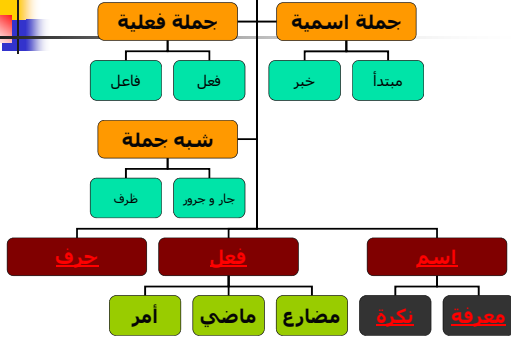 جملة اسمية
جملة فعلية
مبتدأ
خبر
فعل
فاعل
شبه جملة
جار و جرور
ظرف
اسم
فعل
حرف
معرفة
نكرة
مضارع
ماضي
أمر